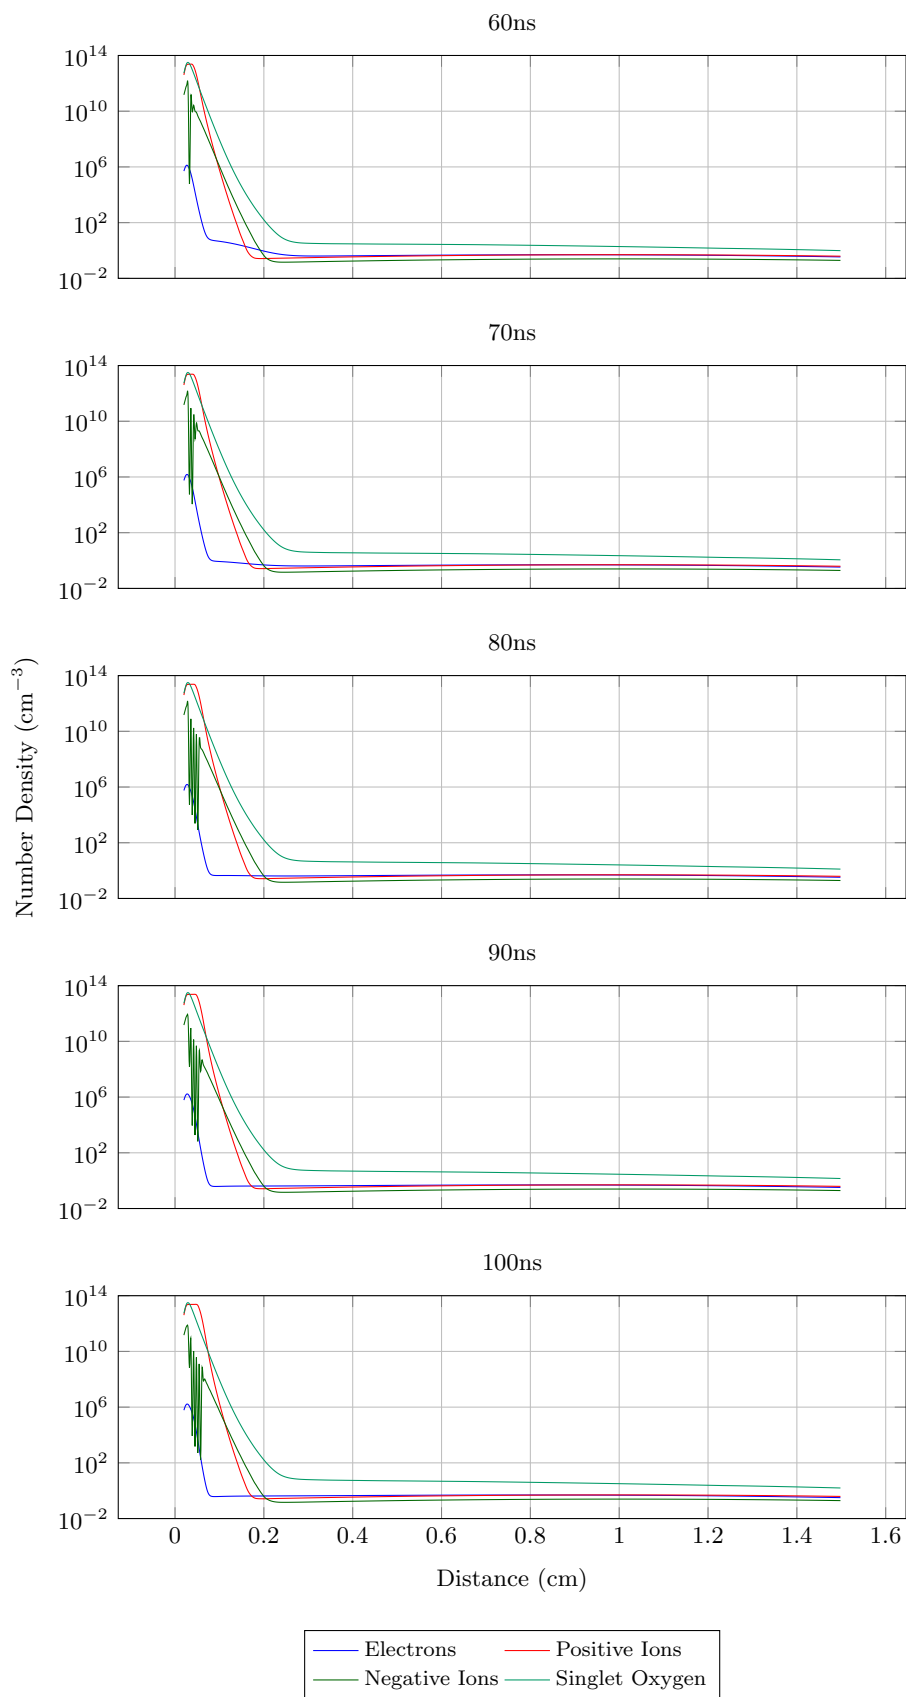 60ns
10^14
10^10
10^6
10^2
10^−2
70ns
10^14
10^10
10^6
10^2
10^−2
80ns
10^14
10^10
10^6
10^2
10^−2
Number Density (cm^−3)
90ns
10^14
10^10
10^6
10^2
10^−2
100ns
10^14
10^10
10^6
10^2
10^−2
0 0.2 0.4 0.6 0.8 1 1.2 1.4 1.6
Distance (cm)
Electrons Positive Ions
Negative Ions Singlet Oxygen